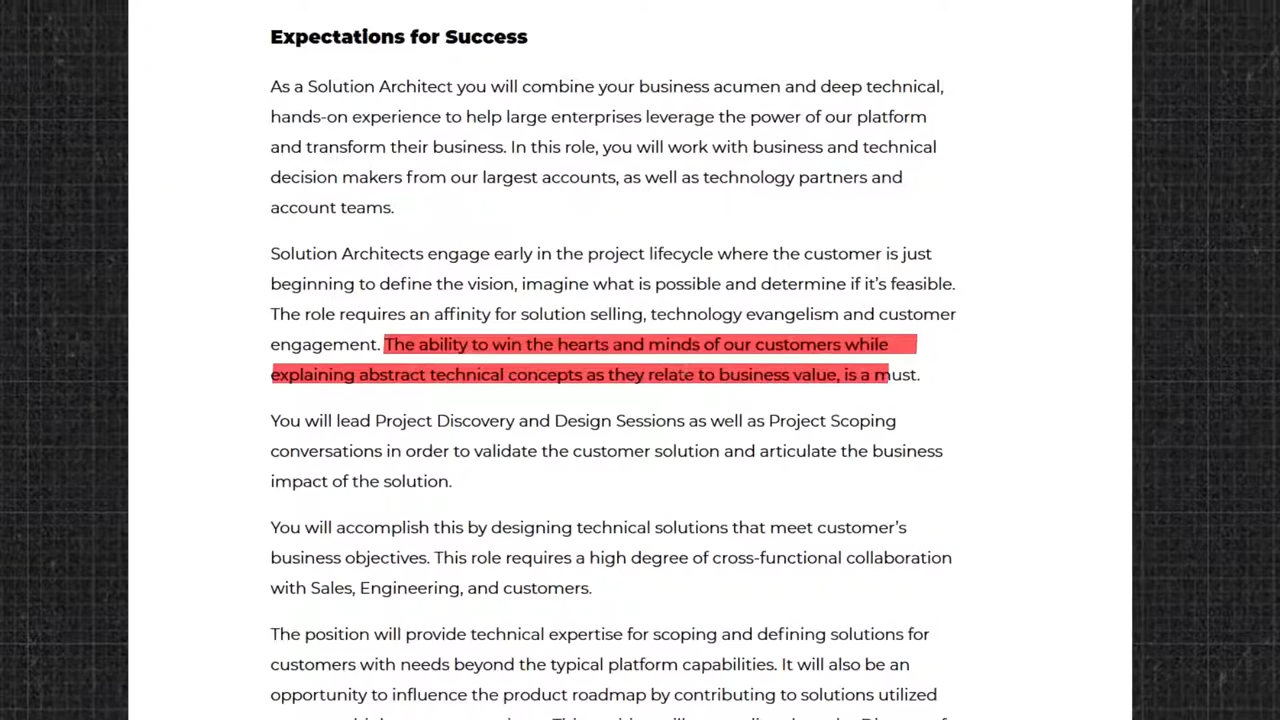 Expectations for Success
As a Solution Architect you will combine your business acumen and deep technical,
hands-on experience to help large enterprises leverage the power of our platform
and transform their business. In this role, you will work with business and technical
decision makers from our largest accounts, as well as technology partners and
account teams.
Solution Architects engage early in the project lifecycle where the customer is just
beginning to define the vision, imagine what is possible and determine if it’s feasible.
The role requires an affinity for solution selling, technology evangelism and customer
engagement. The ability to win the hearts and minds of our customers while
explaining abstract technical concepts as they relate to business value, is a must.
You will lead Project Discovery and Design Sessions as well as Project Scoping
conversations in order to validate the customer solution and articulate the business
impact of the solution.
You will accomplish this by designing technical solutions that meet customer’s
business objectives. This role requires a high degree of cross-functional collaboration
with Sales, Engineering, and customers.
The position will provide technical expertise for scoping and defining solutions for
customers with needs beyond the typical platform capabilities. It will also be an
opportunity to influence the product roadmap by contributing to solutions utilized